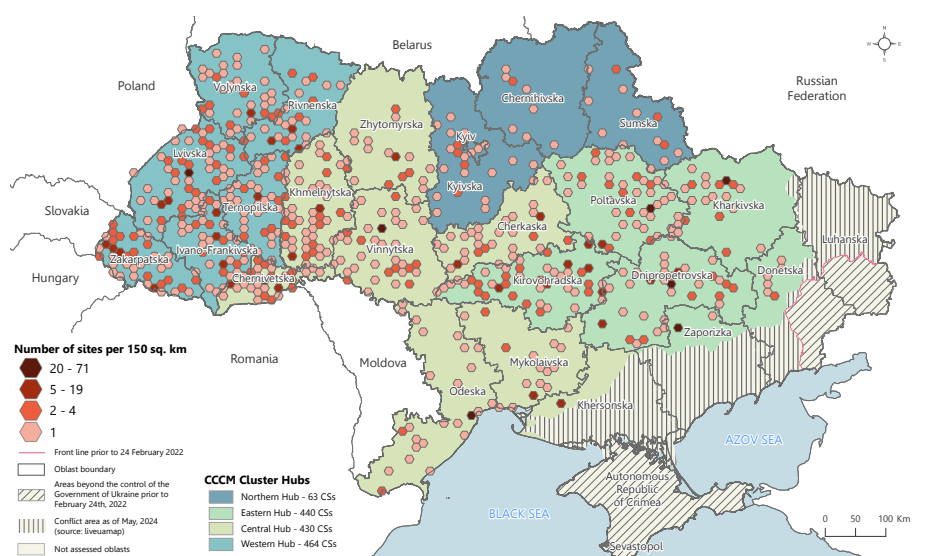 Belarus
N
W
E
S
Poland
Russian
Federation
Volynska
Rivnenska
Chernihivska
Zhytomyrska
Sumska
Kyiv
Lvivska
Kyivska
Khmelnytska
Poltavska
Kharkivska
Slovakia
Ternopilska
Cherkaska
Luhanska
Zakarpatska
Ivano-Frankivska
Vinnytska
Hungary
Chernivetska
Kirovohradska
Dnipropetrovska
Donetska
Zaporizka
Romania
Moldova
Mykolaivska
Odeska
Khersonska
AZOV SEA
Autonomous
Republic
of Crimea
BLACK SEA
Sevastopol
Number of sites per 150 sq. km
20 - 71
5 - 19
2 - 4
1
Front line prior to 24 February 2022
Oblast boundary
Areas beyond the control of the
Government of Ukraine prior to
February 24th, 2022
Conflict area as of May, 2024
(source: liveuamap)
Not assessed oblasts
CCCM Cluster Hubs
Northern Hub - 63 CSs
Eastern Hub - 440 CSs
Central Hub - 430 CSs
Western Hub - 464 CSs
0 50 100 Km